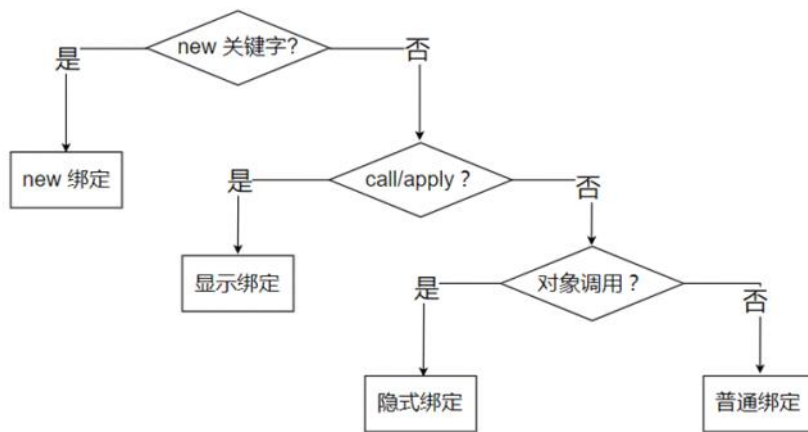 new 关键字?
是
否
new 绑定
call/apply ?
是
否
显示绑定
对象调用 ?
是
否
隐式绑定
普通绑定